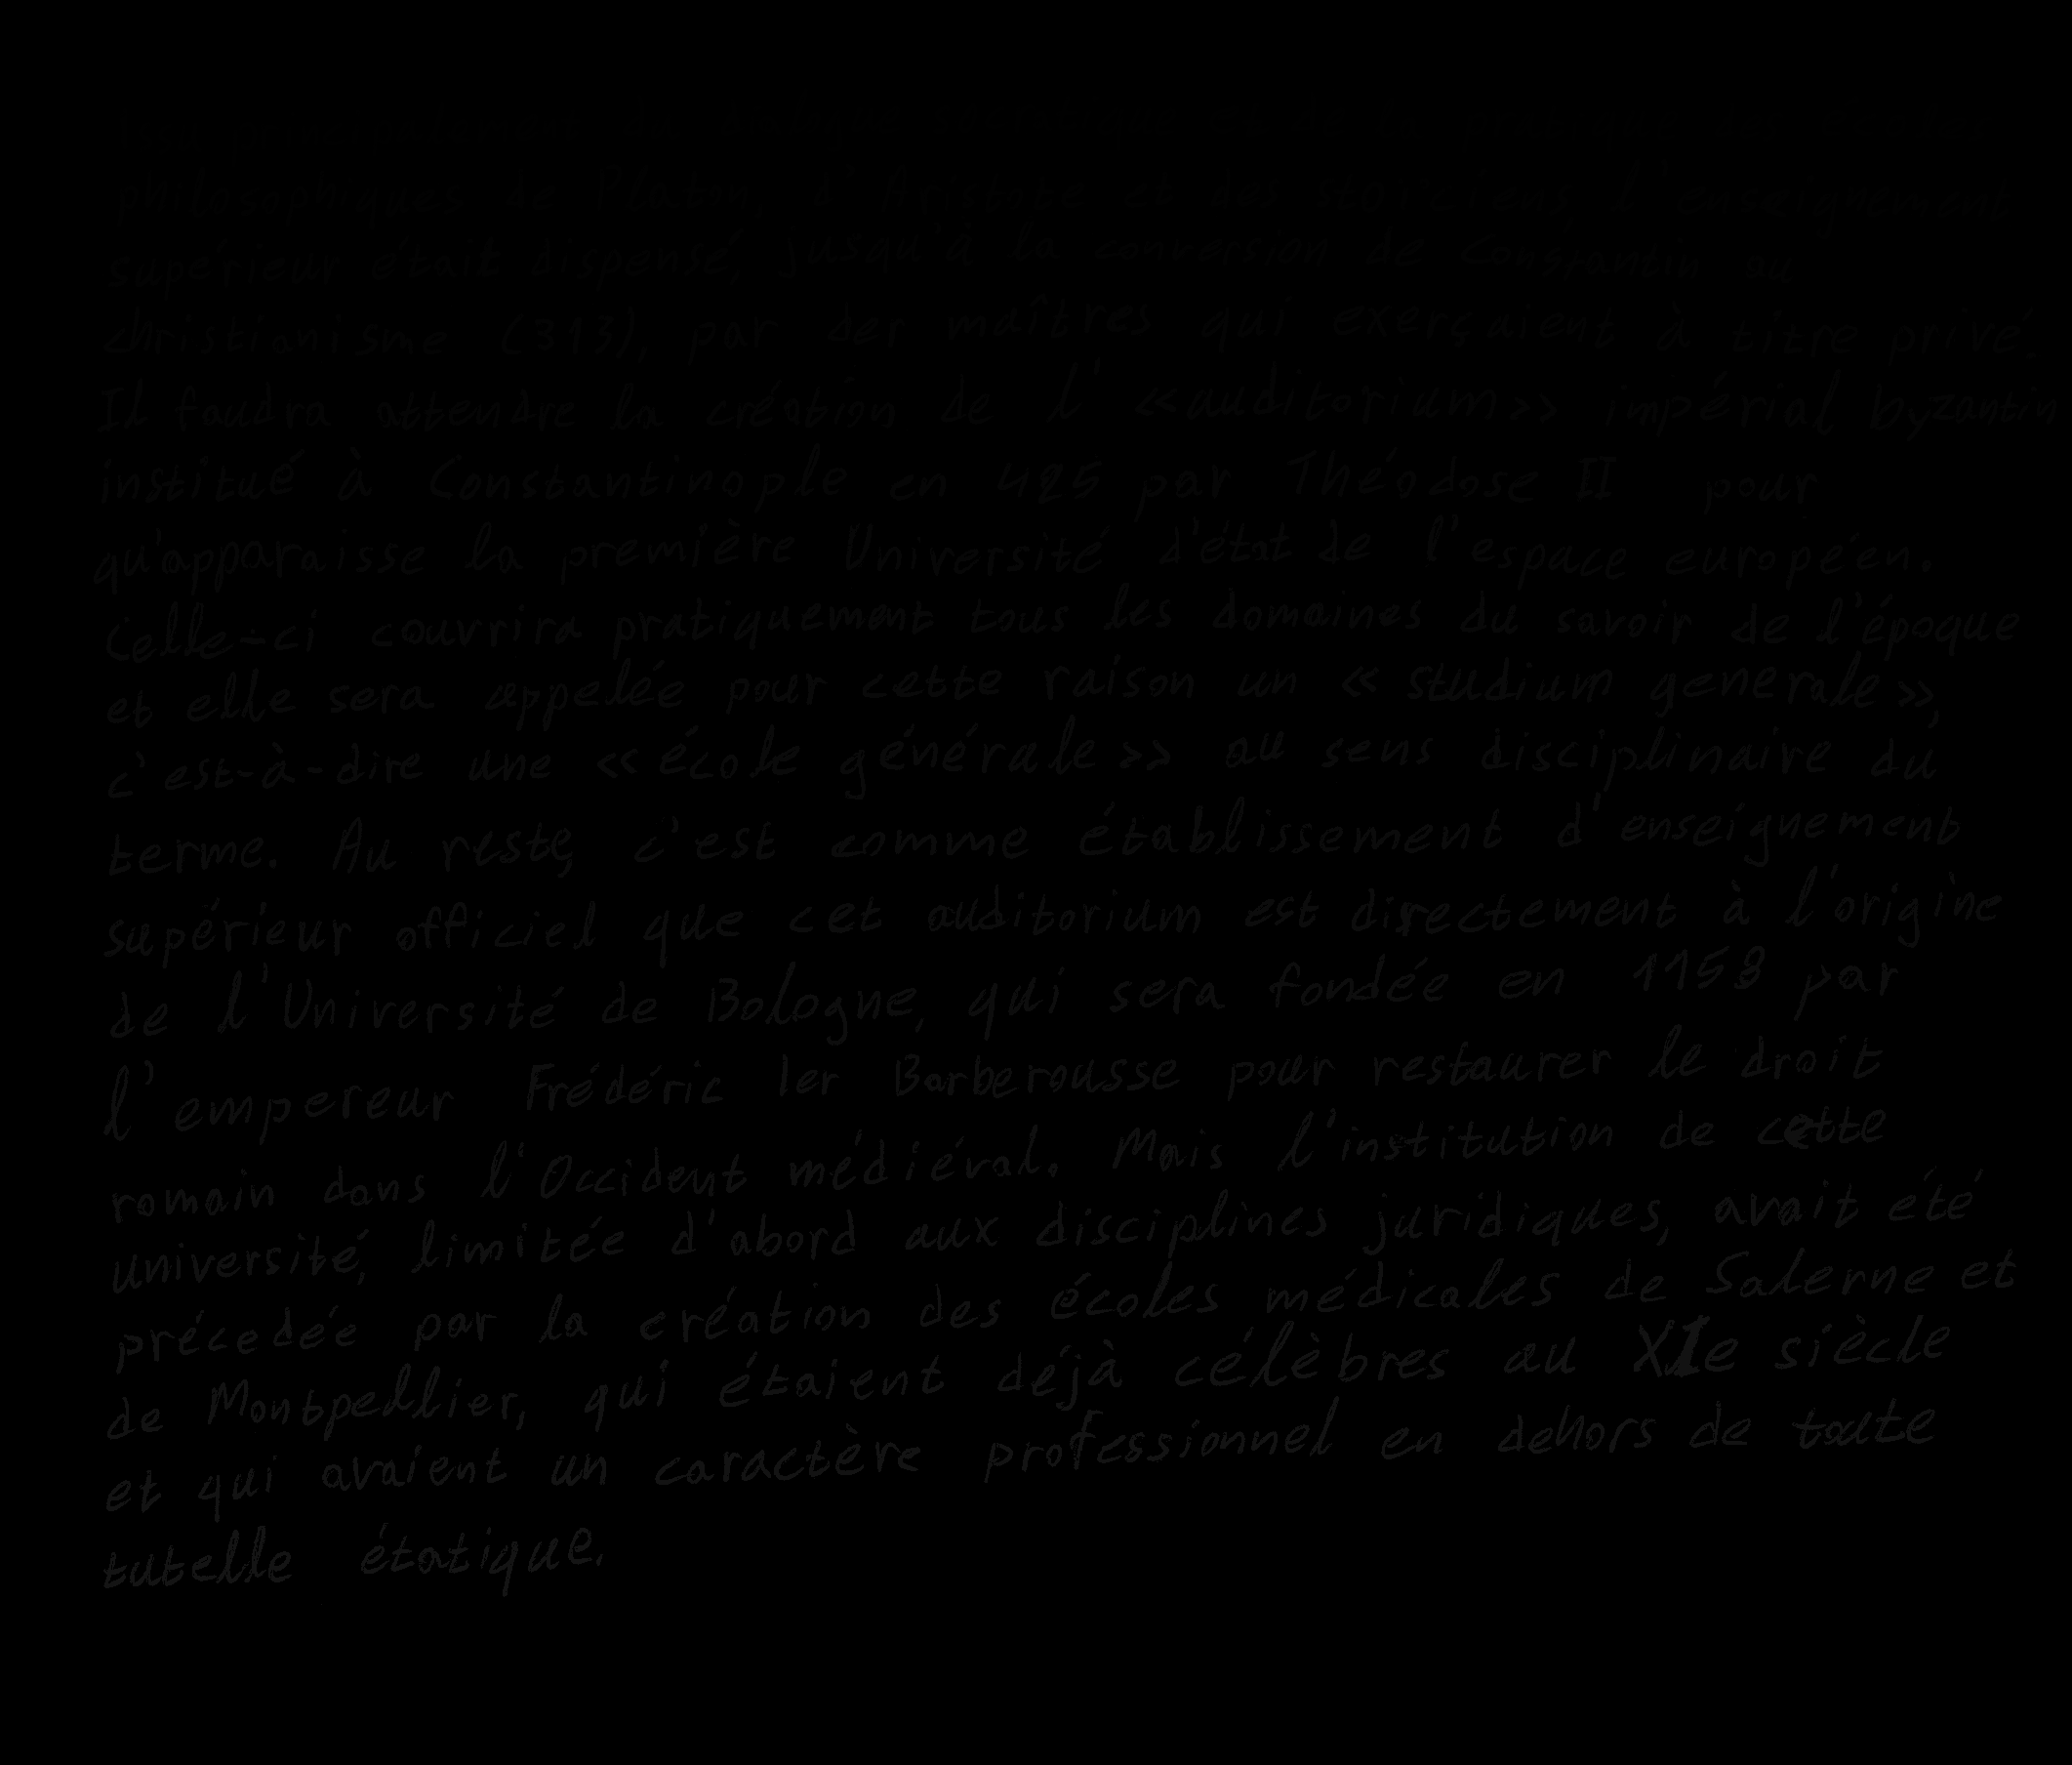 philosophiques de Platon, d'Aristote et des stoïciens, l'enseignement
supérieur était dispensé, jusqu'à la conversion de Constantin au
christianisme (313), par der maîtres qui exerçaient à titre privé.
Il faudra attendre la création de l' «auditorium» impérial byzantin
institué à Constantinople en 425 par Théodose II pour
qu'apparaisse la première Université d'état de l'espace européen.
Celle-ci couvrira pratiquement tous les domaines du savoir de l'époque
et elle sera appelée pour cette raison un « studium generale»,
c'est-à-dire une «école générale» au sens disciplinaire du
terme. Au reste, c'est comme établissement d'enseignement
supérieur officiel que cet auditorium est directement à l'origine
de l'Université de Bologne, qui sera fondée en 1158 par
l'empereur Frédéric Ier Barberousse pour restaurer le droit
romain dans l'Occident médiéval. Mais l'institution de cette
université, limitée d'abord aux disciplines juridiques, avait été
précedée par la création des écoles médicales de Salerne et
de Montpellier, qui étaient déjà célèbres au XIe siècle
et qui avaient un caractère professionnel en dehors de toute
tutelle étatique.